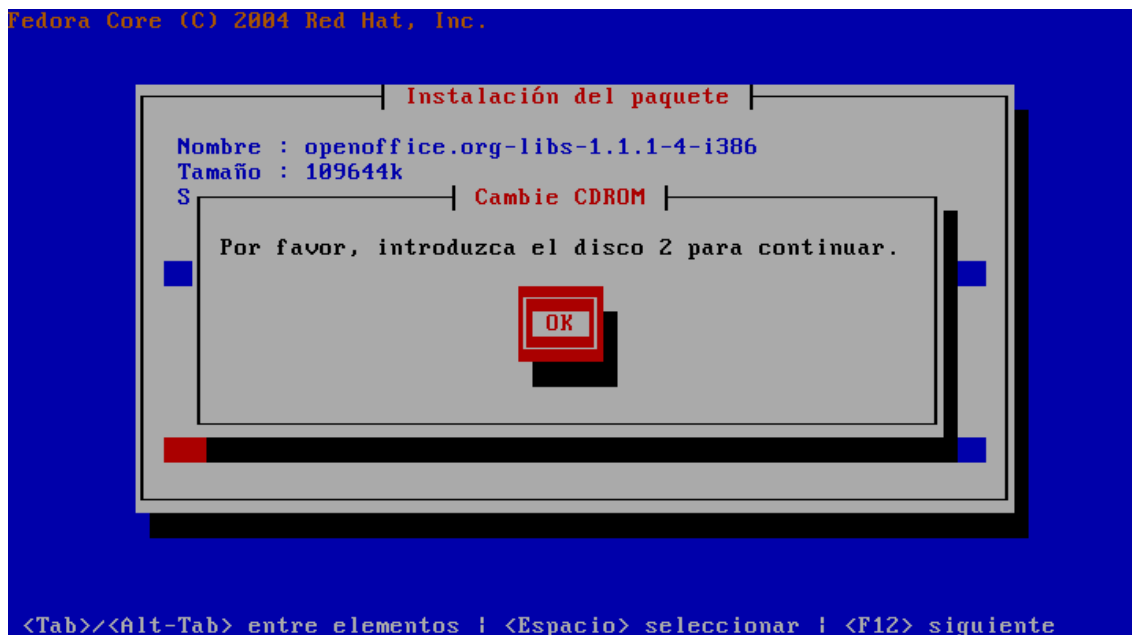 Fedora Core (C) 2004 Red Hat, Inc.
Instalación del paquete
Nombre : openoffice.org-libs-1.1.1-4-i386
Tamaño : 109644k
S
Cambie CDROM
Por favor, introduzca el disco 2 para continuar.
OK
<Tab>/<Alt-Tab> entre elementos | <Espacio> seleccionar | <F12> siguiente